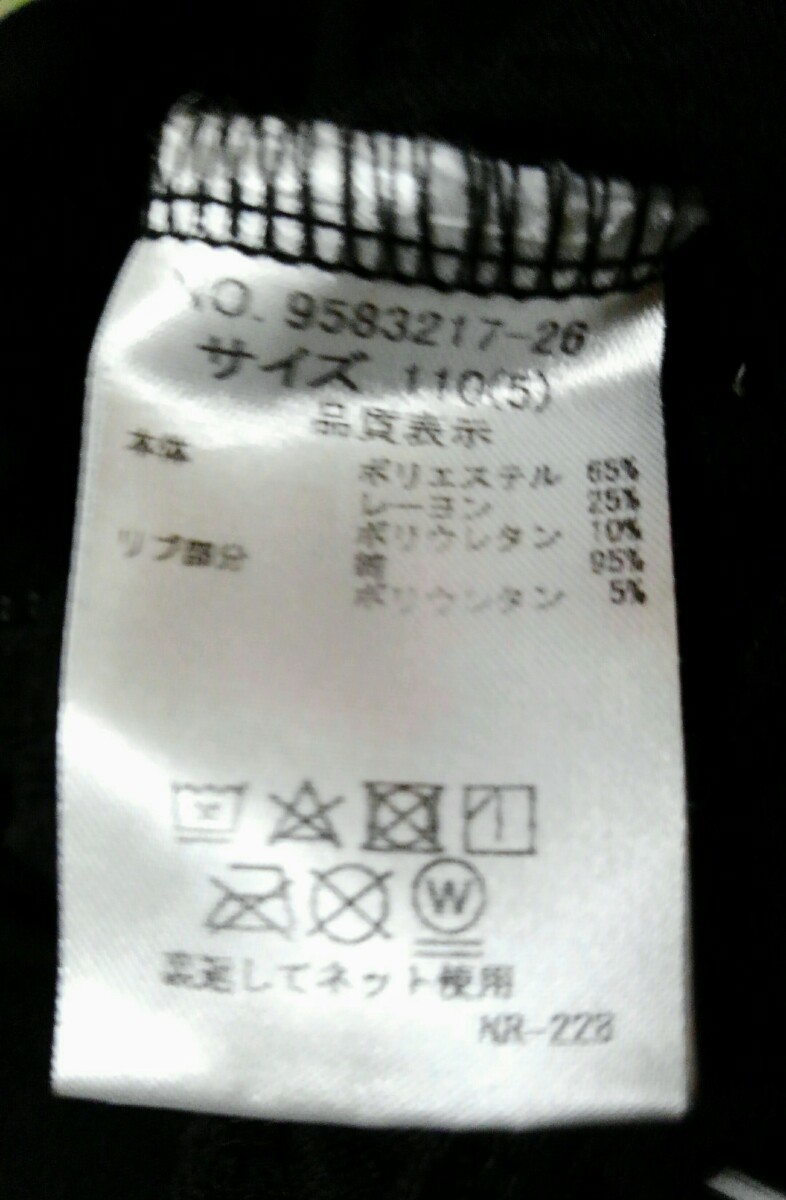 NO. 9583217-26
サイズ 110(5)
品質表示
本体 ポリエステル 65%
レーヨン 25%
ポリウレタン 10%
リブ部分 綿 95%
ポリウレタン 5%
W
裏返してネット使用